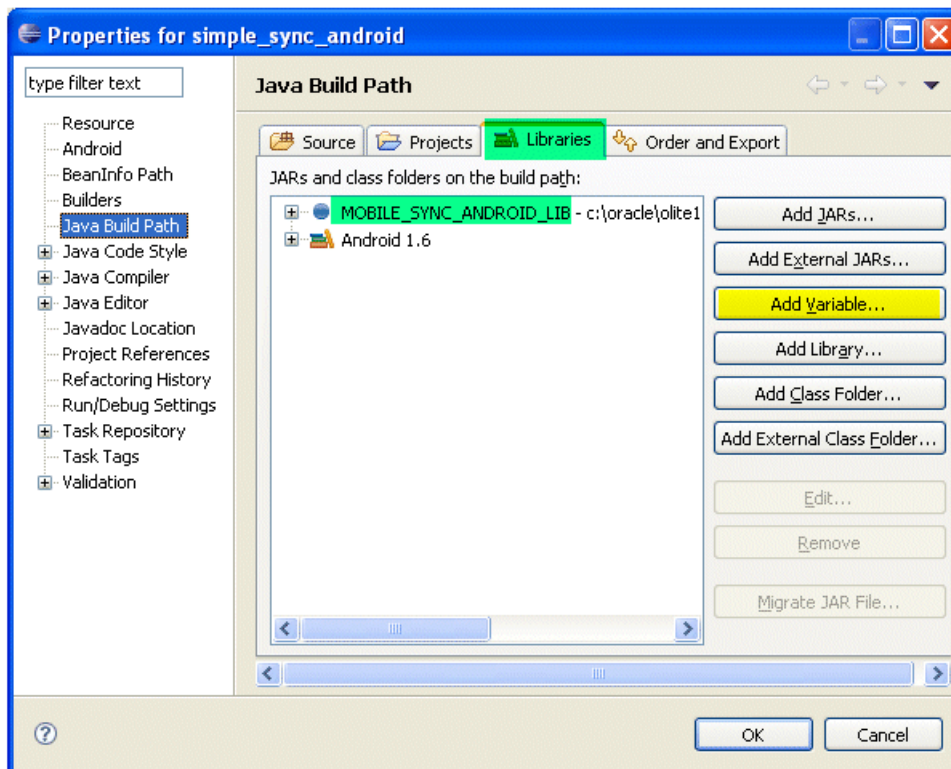 Properties for simple_sync_android
type filter text
Resource
Android
BeanInfo Path
Builders
Java Build Path
Java Code Style
Java Compiler
Java Editor
Javadoc Location
Project References
Refactoring History
Run/Debug Settings
Task Repository
Task Tags
Validation
Java Build Path
Source
Projects
Libraries
Order and Export
JARs and class folders on the build path:
MOBILE_SYNC_ANDROID_LIB - c:\oracle\olite1
Android 1.6
Add JARs...
Add External JARs...
Add Variable...
Add Library...
Add Class Folder...
Add External Class Folder...
Edit...
Remove
Migrate JAR File...
?
OK
Cancel